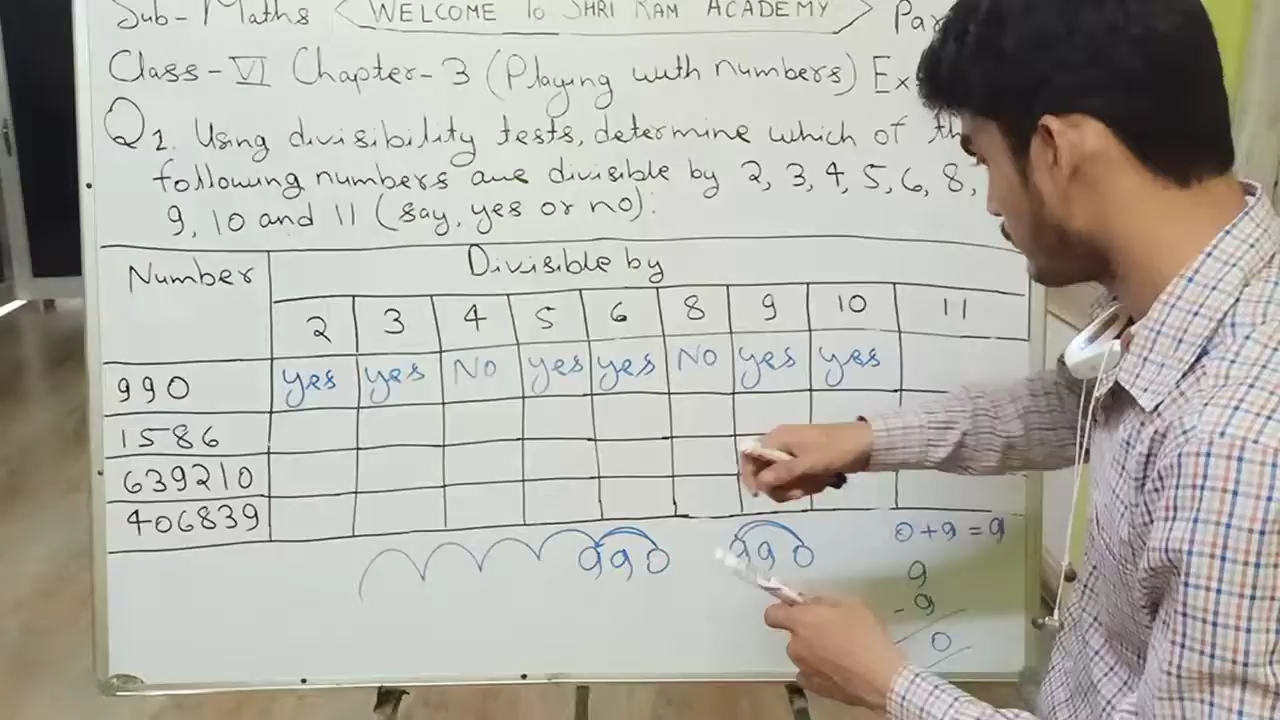 Sub- Maths WELCOME To SHRI RAM ACADEMY
Class-VI Chapter-3 (Playing with numbers)
Q1. Using divisibility tests, determine which of
following numbers are divisible by 2, 3, 4, 5, 6, 8,
9, 10 and 11 (say, yes or no):
Number Divisible by
2 3 4 5 6 8 9 10 11
990 yes yes NO yes yes NO yes yes
1586
639210
406839
990 990 0+9=9
9
-9
0